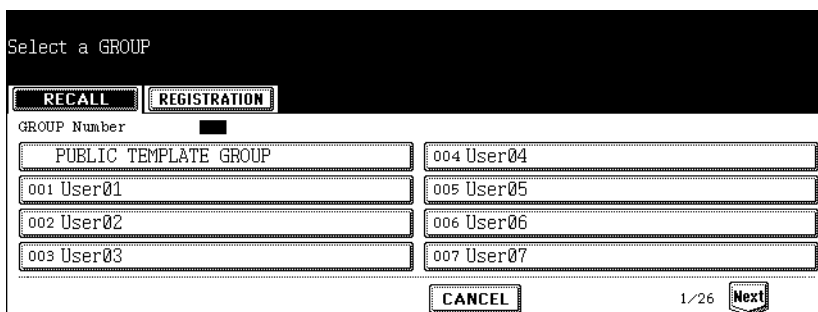 Select a GROUP
RECALL REGISTRATION
GROUP Number
PUBLIC TEMPLATE GROUP 004 User04
001 User01 005 User05
002 User02 006 User06
003 User03 007 User07
CANCEL 1/26 Next